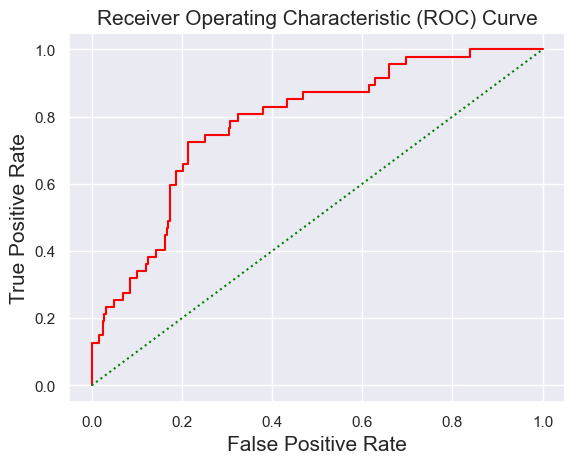 Receiver Operating Characteristic (ROC) Curve
1.0
0.8
0.6
0.4
0.2
0.0
True Positive Rate
0.0 0.2 0.4 0.6 0.8 1.0
False Positive Rate